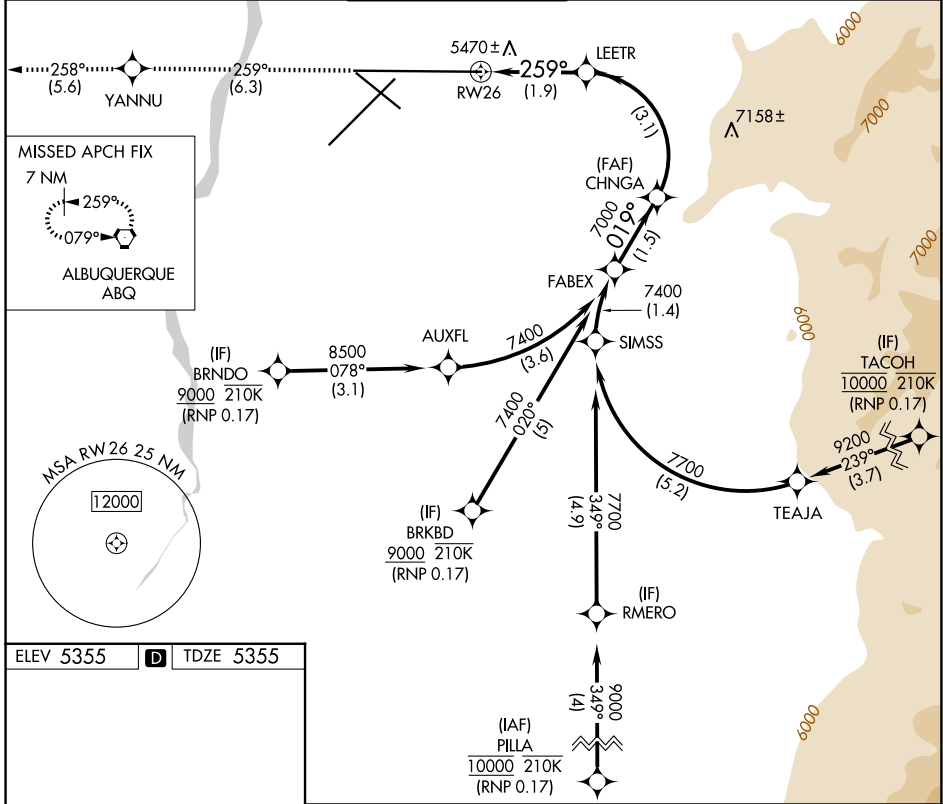 5470±
LEETR
258°
(5.6)
YANNU
259°
(6.3)
RW26
259°
(1.9)
(3.1)
7158±
6000
7000
MISSED APCH FIX
7 NM
259°
079°
ALBUQUERQUE
ABQ
(FAF)
CHNGA
7000
019°
(1.5)
7000
FABEX
7400
(1.4)
SIMSS
AUXFL
7400
(3.6)
(IF)
BRNDO
9000 210K
(RNP 0.17)
8500
078°
(3.1)
6000
(IF)
TACOH
10000 210K
(RNP 0.17)
9200
239°
(3.7)
7400
020°
(5)
7700
(5.2)
TEAJA
MSA RW26 25 NM
12000
(IF)
BRKBD
9000 210K
(RNP 0.17)
7700
349°
(4.9)
(IF)
RMERO
ELEV 5355 D TDZE 5355
9000
349°
(4)
(IAF)
PILLA
10000 210K
(RNP 0.17)
6000